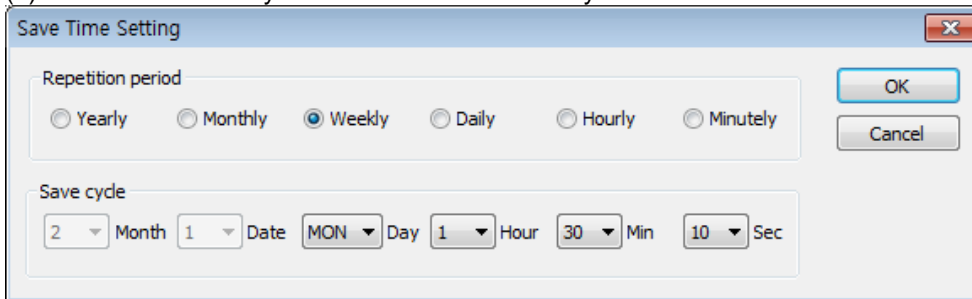 Save Time Setting
Repetition period
Yearly Monthly Weekly Daily Hourly Minutely
OK
Cancel
Save cycle
2 Month 1 Date MON Day 1 Hour 30 Min 10 Sec